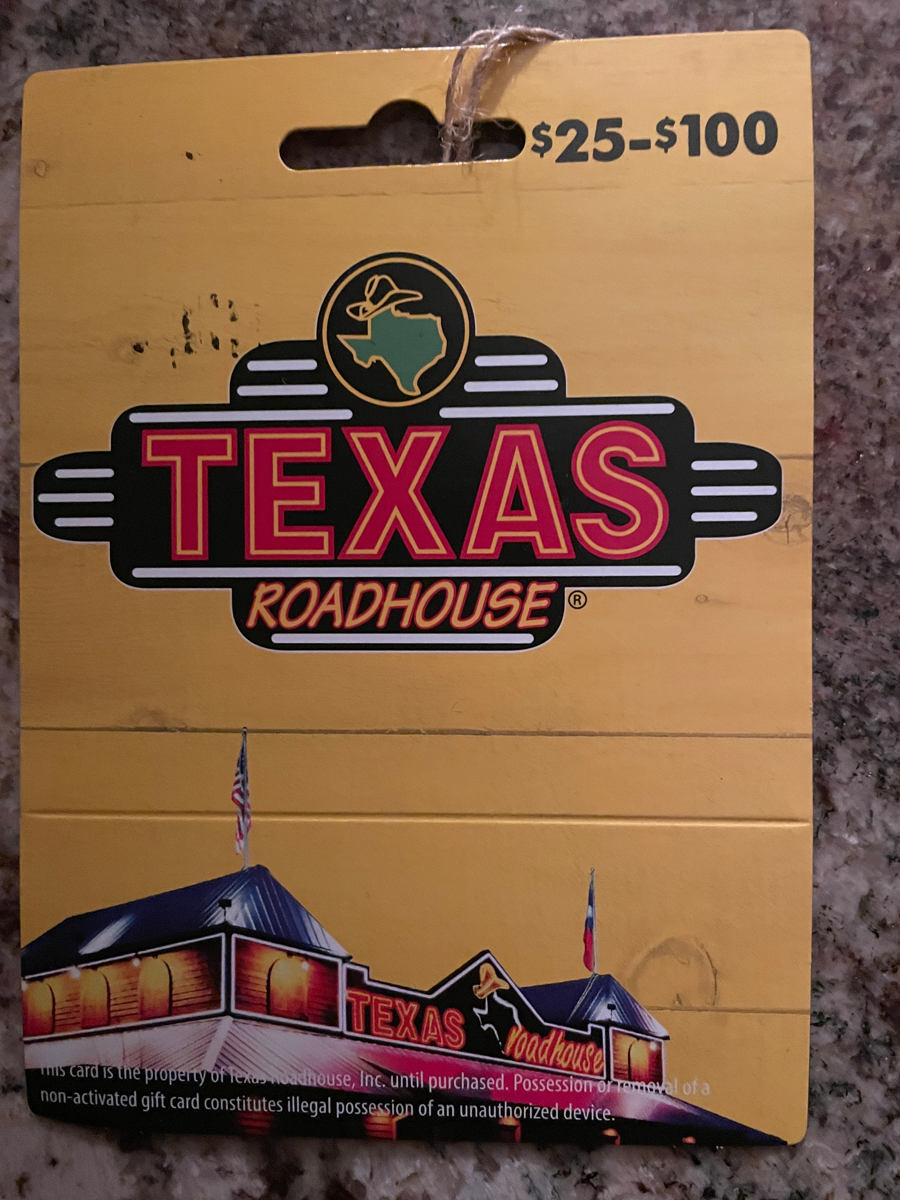 $25-$100
TEXAS
ROADHOUSE®
TEXAS roadhouse
This card is the property of Texas Roadhouse, Inc. until purchased. Possession or removal of a
non-activated gift card constitutes illegal possession of an unauthorized device.